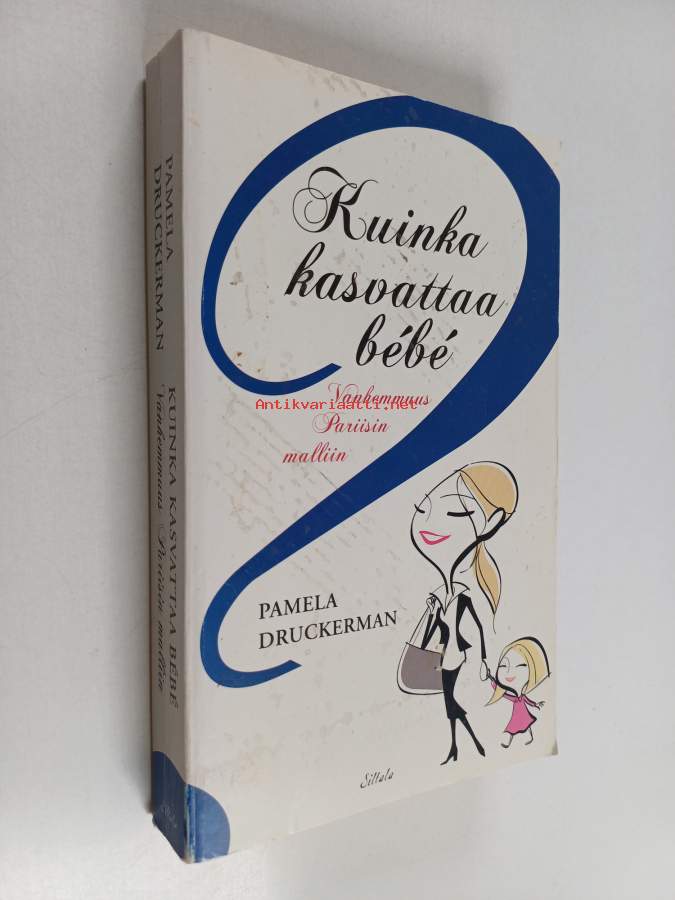 Kuinka
kasvattaa
bébé
Vanhemmuus
Antikvariaatti.net
Pariisin
malliin
PAMELA
DRUCKERMAN
Siltala
PAMELA
DRUCKERMAN
KUINKA KASVATTAA BÉBÉ
Vanhemmuus Pariisin malliin